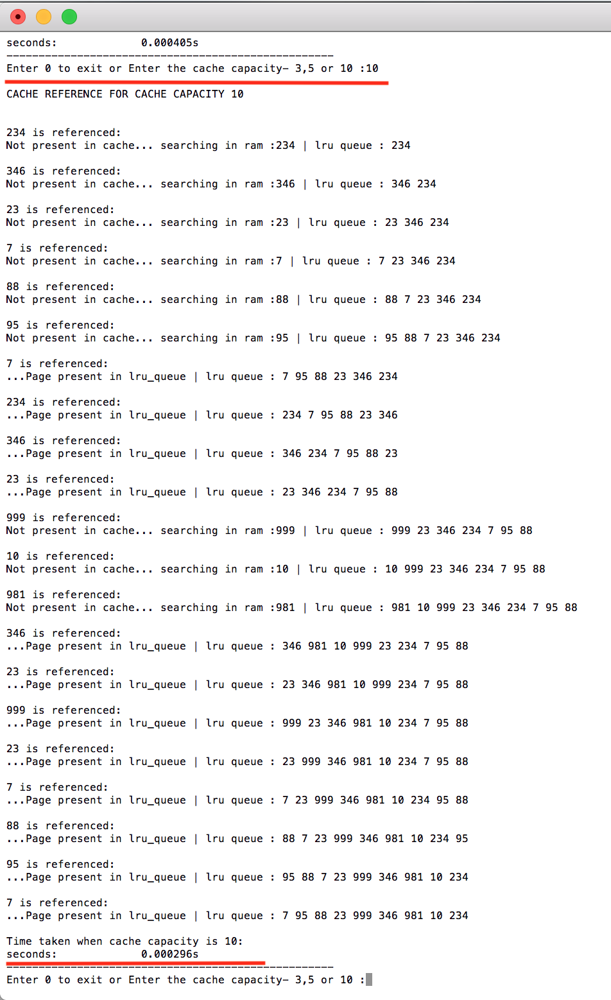 seconds:             0.000405s
---------------------------------------------------
Enter 0 to exit or Enter the cache capacity- 3,5 or 10 :10
CACHE REFERENCE FOR CACHE CAPACITY 10
234 is referenced:
Not present in cache... searching in ram :234 | lru queue : 234
346 is referenced:
Not present in cache... searching in ram :346 | lru queue : 346 234
23 is referenced:
Not present in cache... searching in ram :23 | lru queue : 23 346 234
7 is referenced:
Not present in cache... searching in ram :7 | lru queue : 7 23 346 234
88 is referenced:
Not present in cache... searching in ram :88 | lru queue : 88 7 23 346 234
95 is referenced:
Not present in cache... searching in ram :95 | lru queue : 95 88 7 23 346 234
7 is referenced:
...Page present in lru_queue | lru queue : 7 95 88 23 346 234
234 is referenced:
...Page present in lru_queue | lru queue : 234 7 95 88 23 346
346 is referenced:
...Page present in lru_queue | lru queue : 346 234 7 95 88 23
23 is referenced:
...Page present in lru_queue | lru queue : 23 346 234 7 95 88
999 is referenced:
Not present in cache... searching in ram :999 | lru queue : 999 23 346 234 7 95 88
10 is referenced:
Not present in cache... searching in ram :10 | lru queue : 10 999 23 346 234 7 95 88
981 is referenced:
Not present in cache... searching in ram :981 | lru queue : 981 10 999 23 346 234 7 95 88
346 is referenced:
...Page present in lru_queue | lru queue : 346 981 10 999 23 234 7 95 88
23 is referenced:
...Page present in lru_queue | lru queue : 23 346 981 10 999 234 7 95 88
999 is referenced:
...Page present in lru_queue | lru queue : 999 23 346 981 10 234 7 95 88
23 is referenced:
...Page present in lru_queue | lru queue : 23 999 346 981 10 234 7 95 88
7 is referenced:
...Page present in lru_queue | lru queue : 7 23 999 346 981 10 234 95 88
88 is referenced:
...Page present in lru_queue | lru queue : 88 7 23 999 346 981 10 234 95
95 is referenced:
...Page present in lru_queue | lru queue : 95 88 7 23 999 346 981 10 234
7 is referenced:
...Page present in lru_queue | lru queue : 7 95 88 23 999 346 981 10 234
Time taken when cache capacity is 10:
seconds:             0.000296s
---------------------------------------------------
Enter 0 to exit or Enter the cache capacity- 3,5 or 10 :